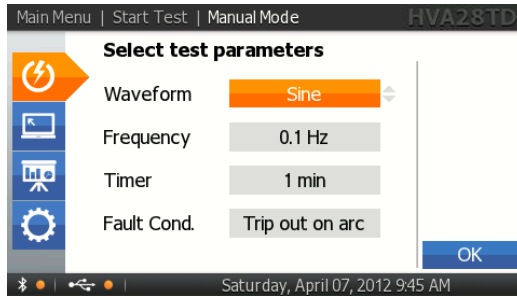 Main Menu | Start Test | Manual Mode HVA28TD
Select test parameters
Waveform Sine
Frequency 0.1 Hz
Timer 1 min
Fault Cond. Trip out on arc
OK
Saturday, April 07, 2012 9:45 AM